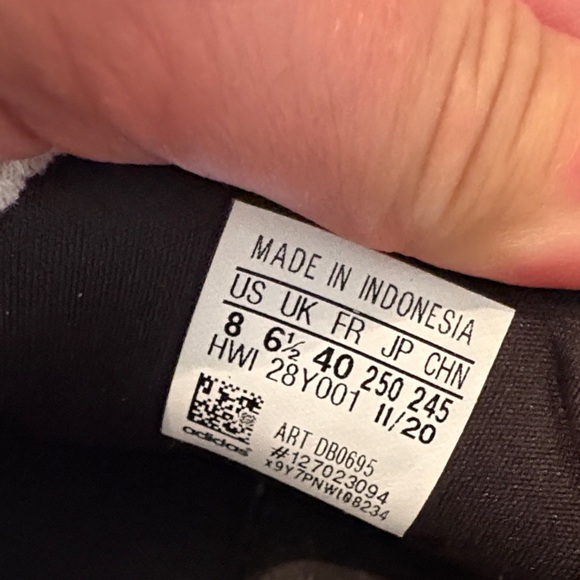 MADE IN INDONESIA
US UK FR JP CHN
8 6½ 40 250 245
HWI 28Y001 11/20
adidas
ART DB0695
#127023094
x9Y7PNWL08234